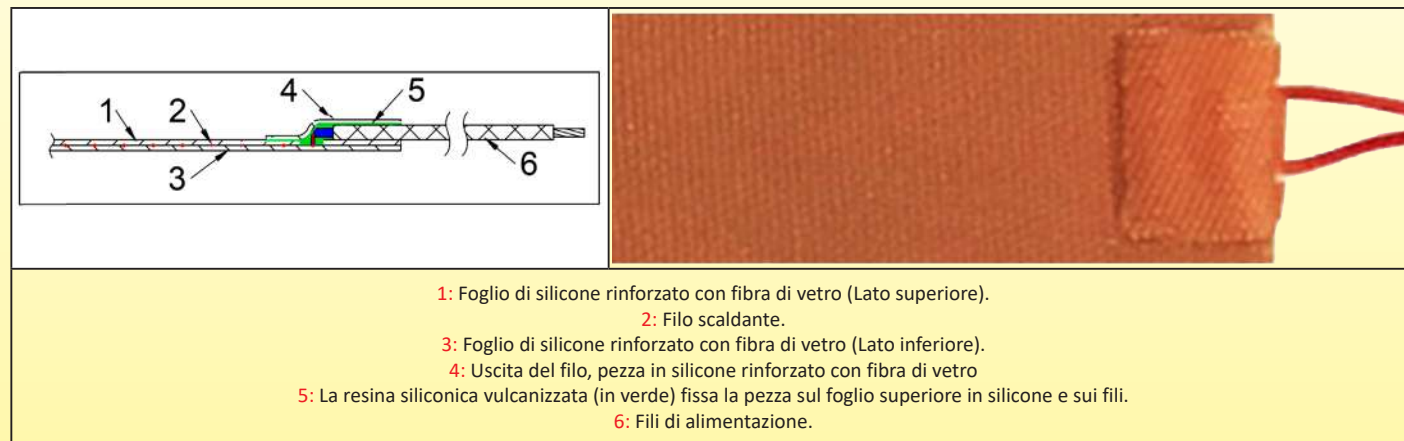 4 5
1 2
3 6
1: Foglio di silicone rinforzato con fibra di vetro (Lato superiore).
2: Filo scaldante.
3: Foglio di silicone rinforzato con fibra di vetro (Lato inferiore).
4: Uscita del filo, pezza in silicone rinforzato con fibra di vetro
5: La resina siliconica vulcanizzata (in verde) fissa la pezza sul foglio superiore in silicone e sui fili.
6: Fili di alimentazione.